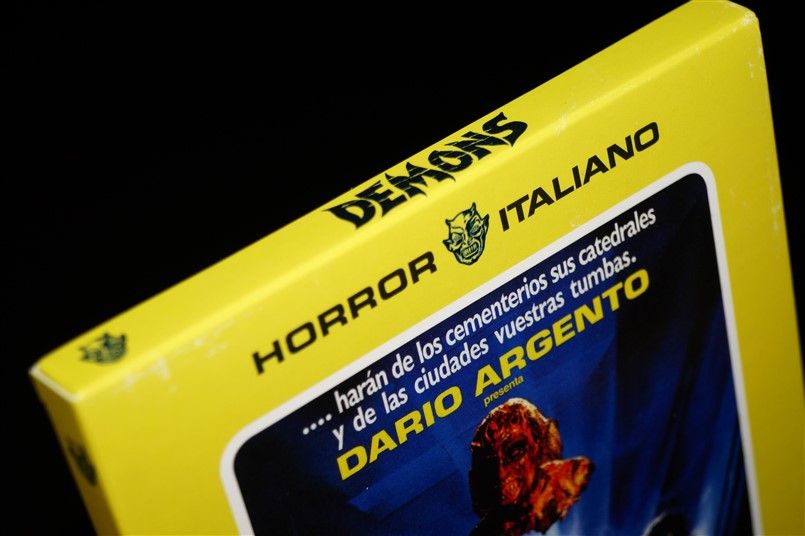 DEMONS
HORROR ITALIANO
.... harán de los cementerios sus catedrales
y de las ciudades vuestras tumbas.
DARIO ARGENTO
presenta